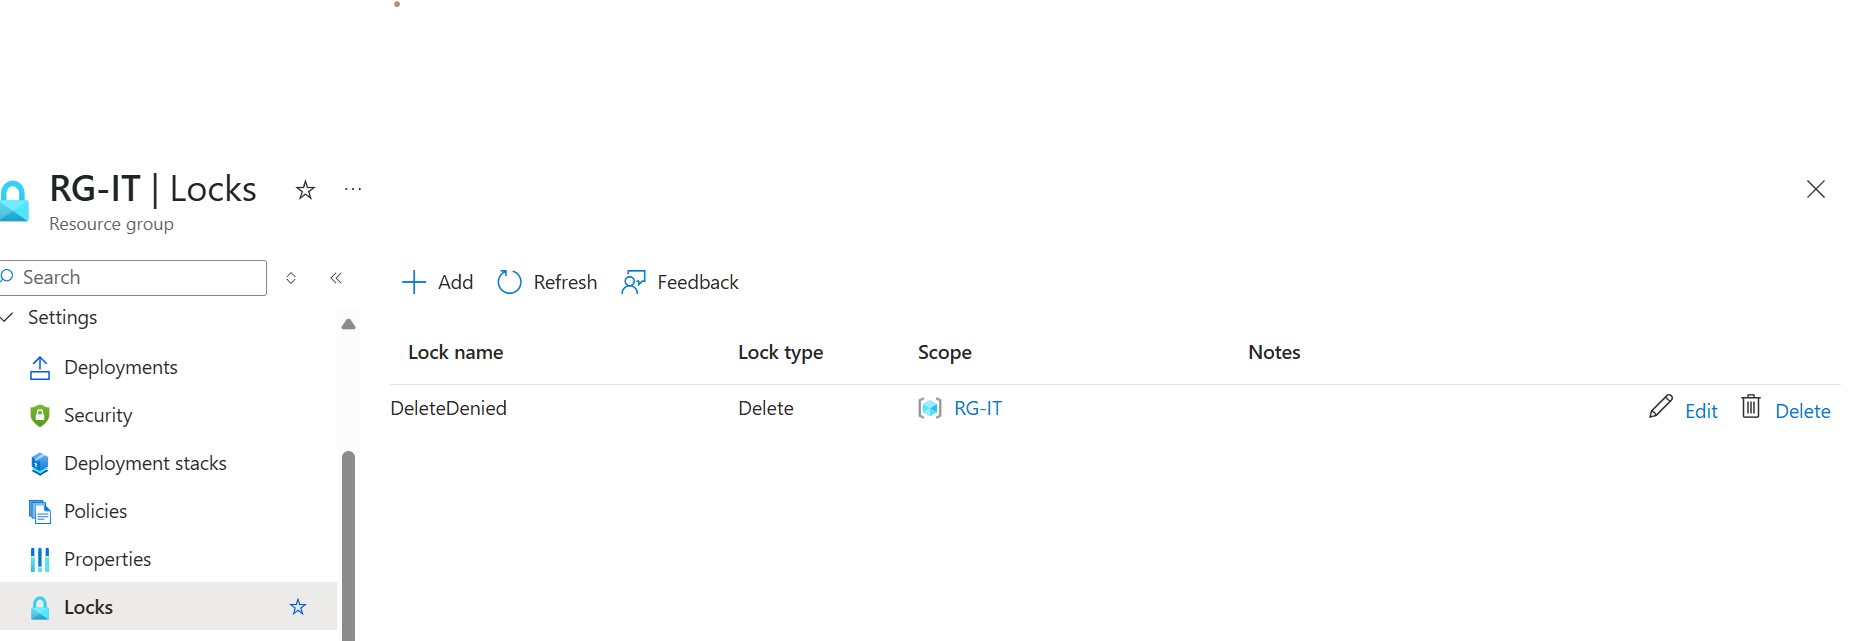 RG-IT | Locks
Resource group
Search
Add
Refresh
Feedback
Settings
Deployments
Security
Deployment stacks
Policies
Properties
Locks
Lock name Lock type Scope Notes
DeleteDenied Delete RG-IT Edit Delete